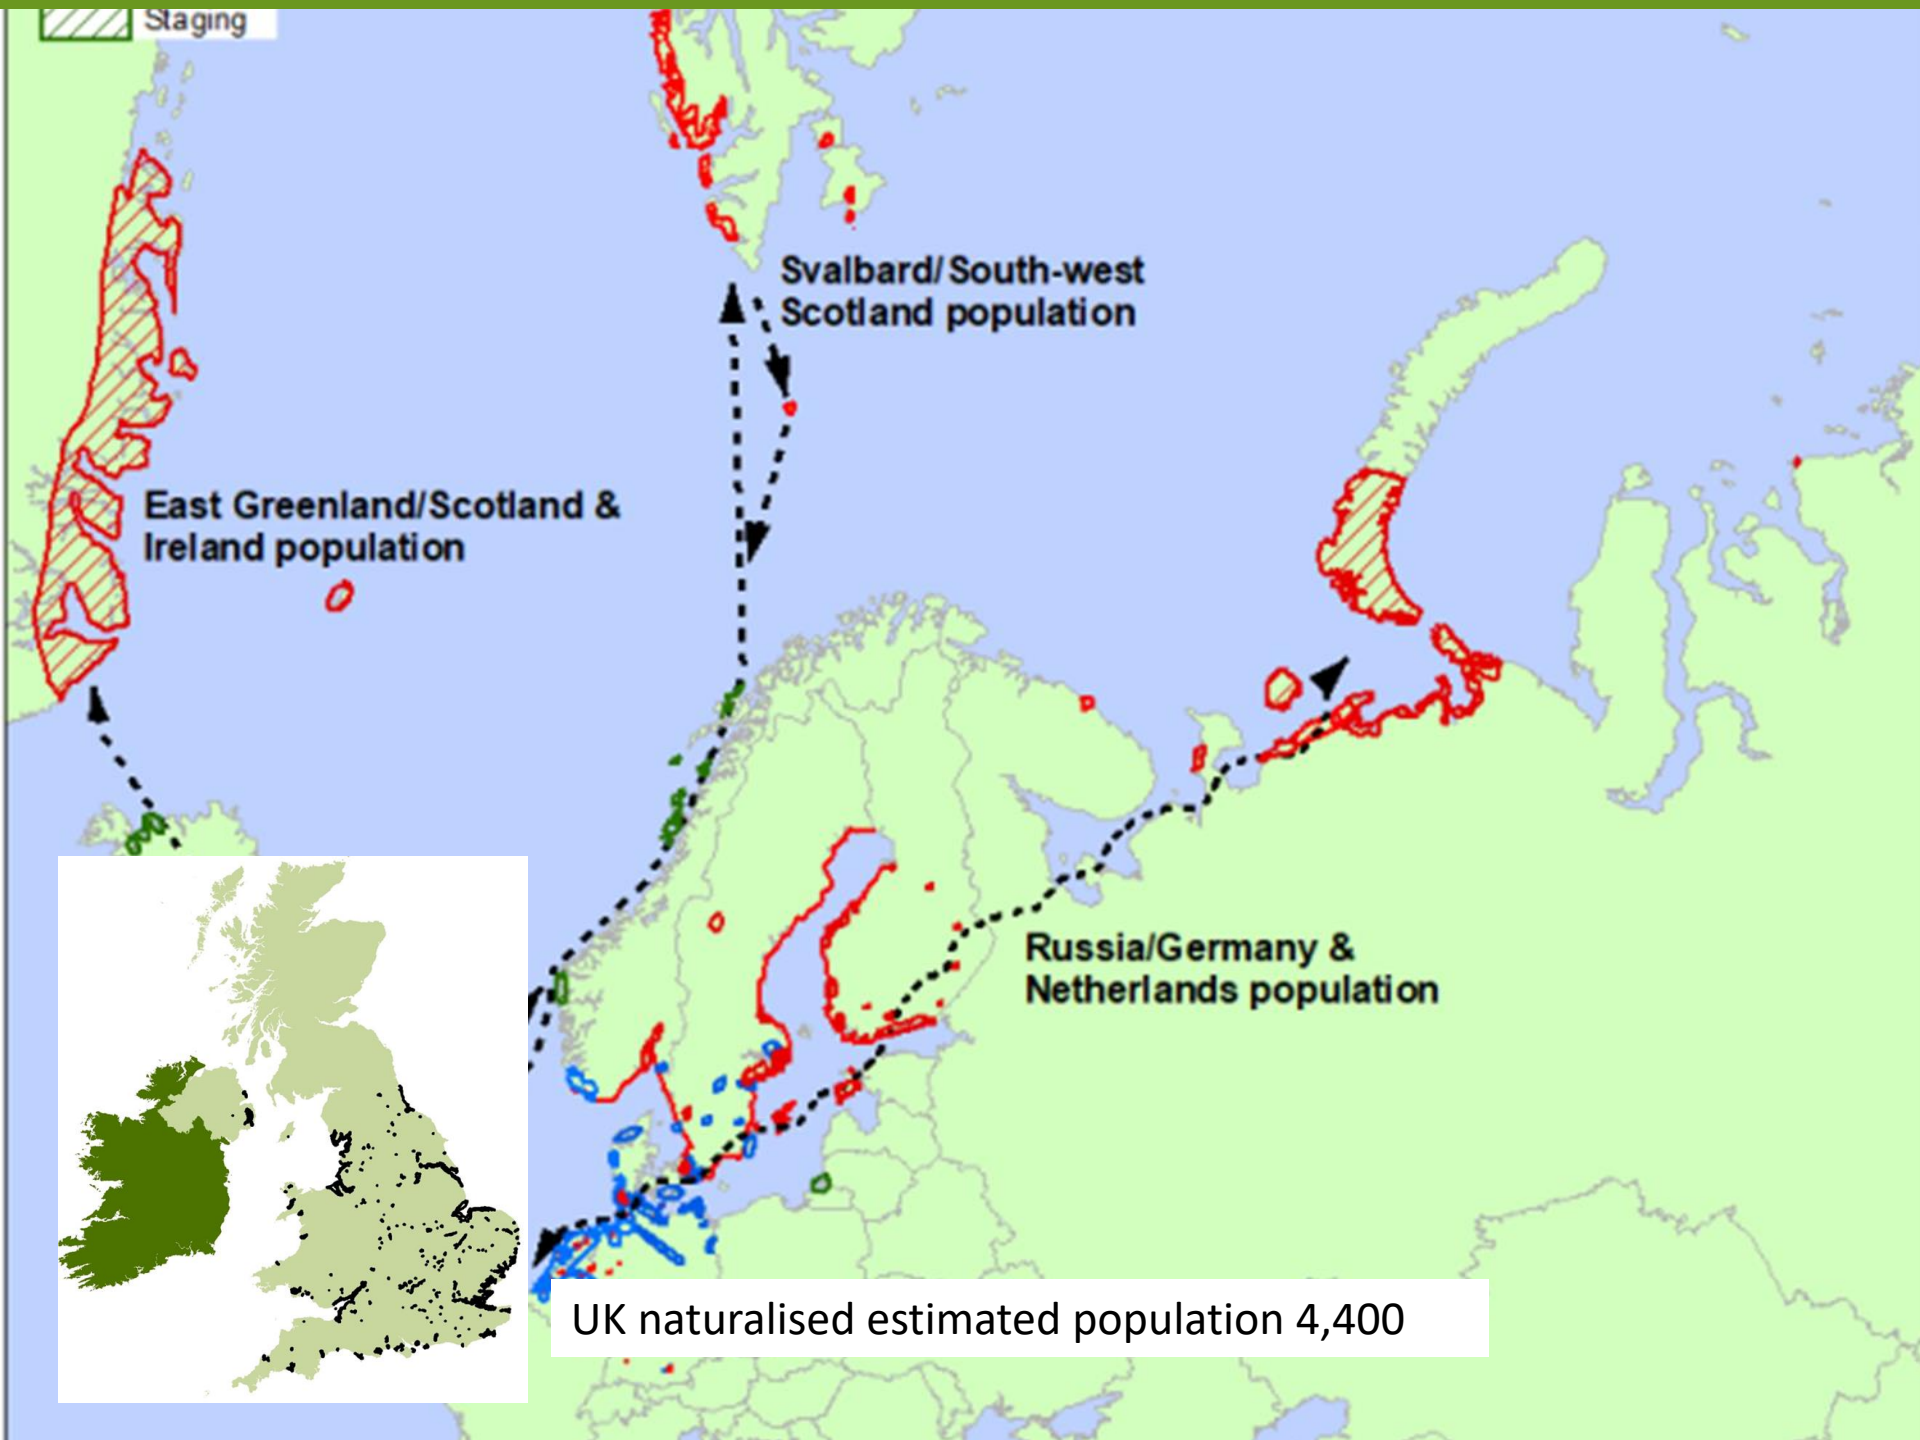 Staging
Svalbard/South-west
Scotland population
East Greenland/Scotland &
Ireland population
Russia/Germany &
Netherlands population
UK naturalised estimated population 4,400